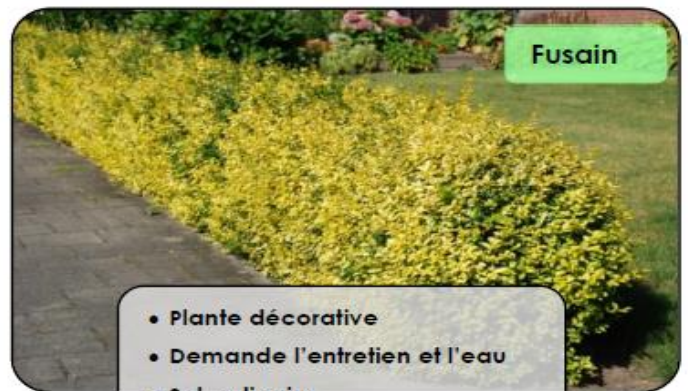 Fusain
• Plante décorative
• Demande l'entretien et l'eau